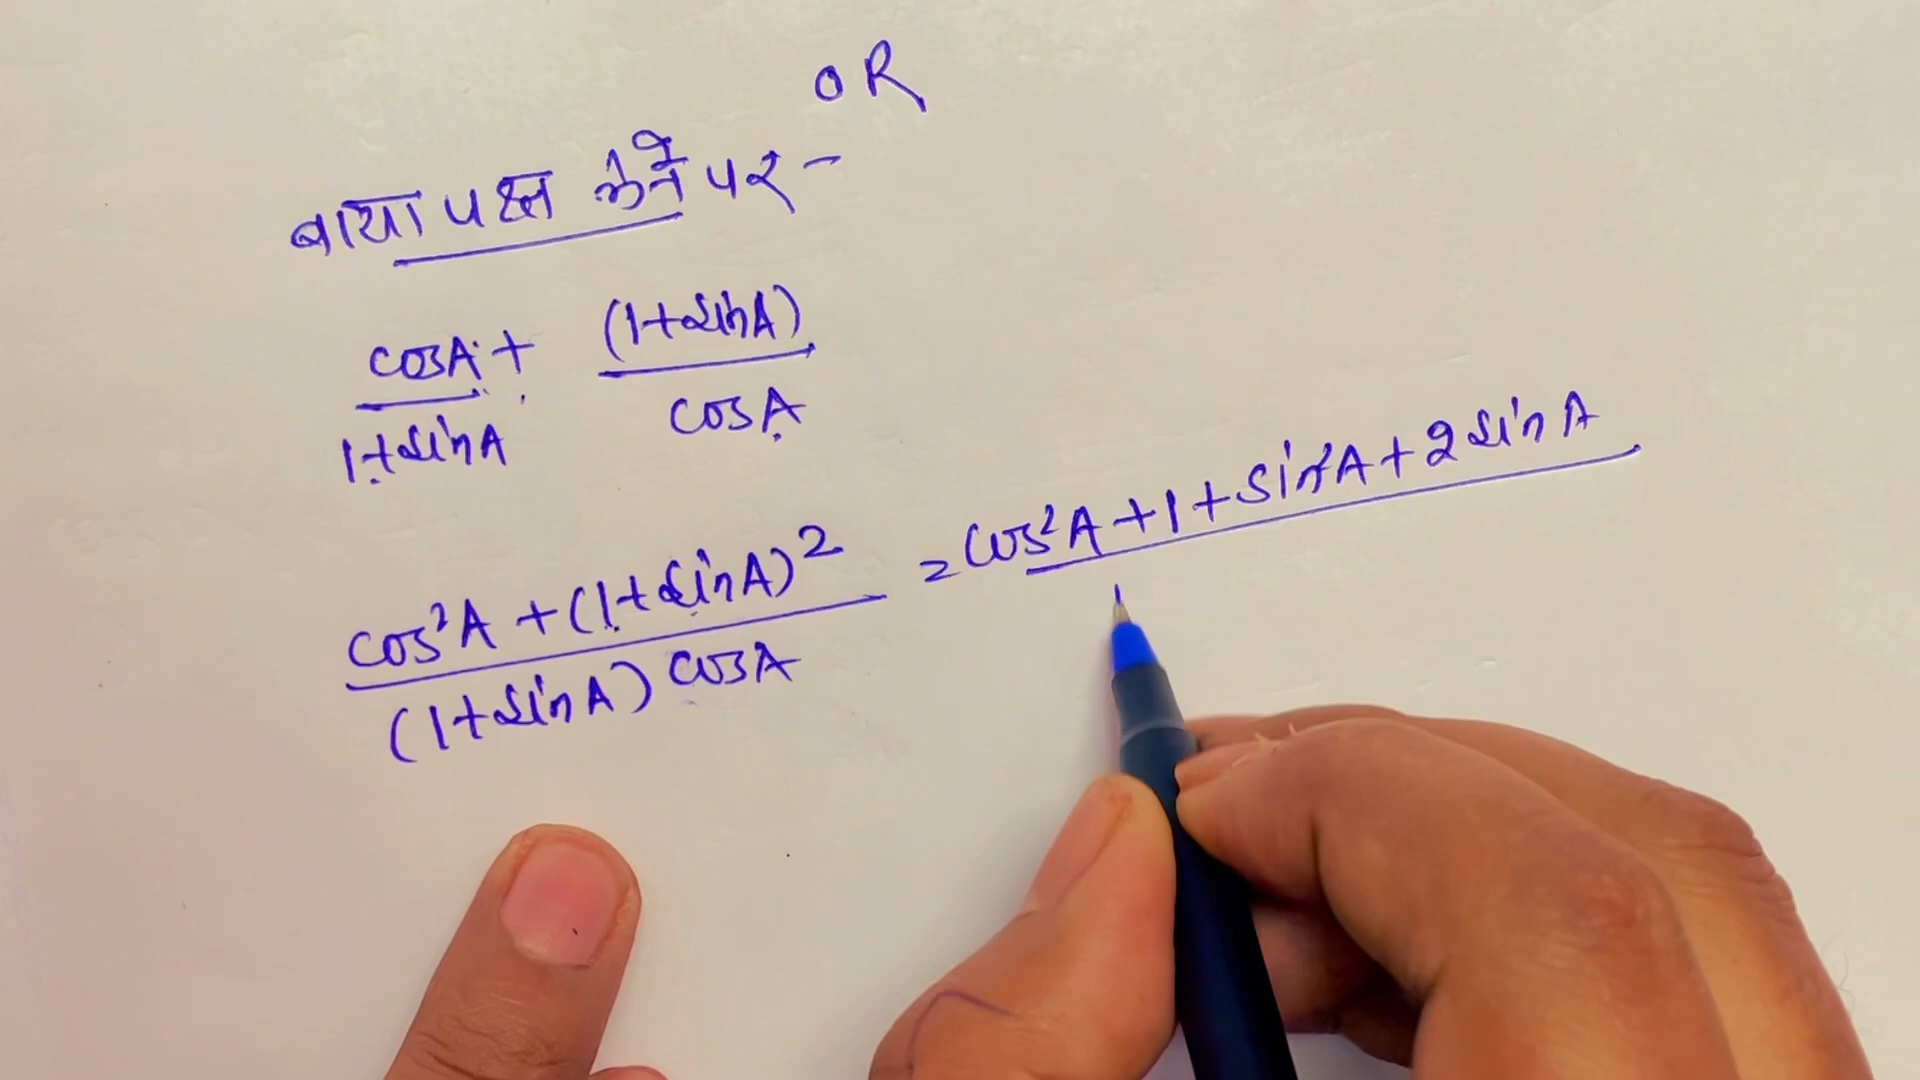 OR
बाया पक्ष लेने पर -
cosA/1+sinA + (1+sinA)/cosA
cos²A + (1+sinA)²/(1+sinA) cosA = cos²A + 1 + sin²A + 2 sin A